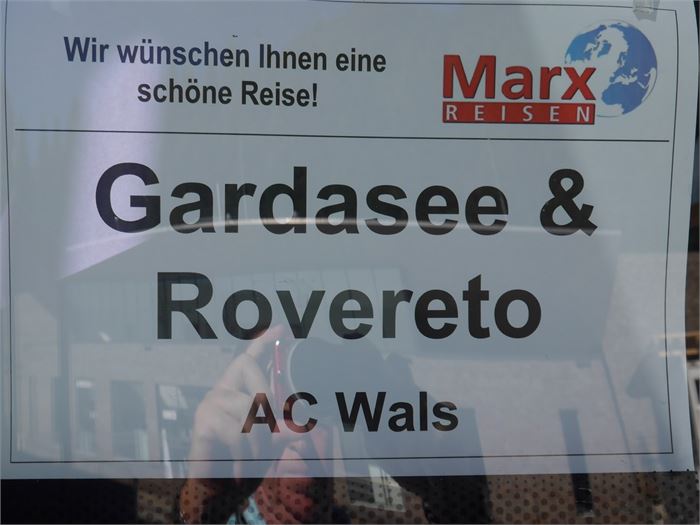 Wir wünschen Ihnen eine
schöne Reise!
Marx
REISEN
Gardasee &
Rovereto
AC Wals